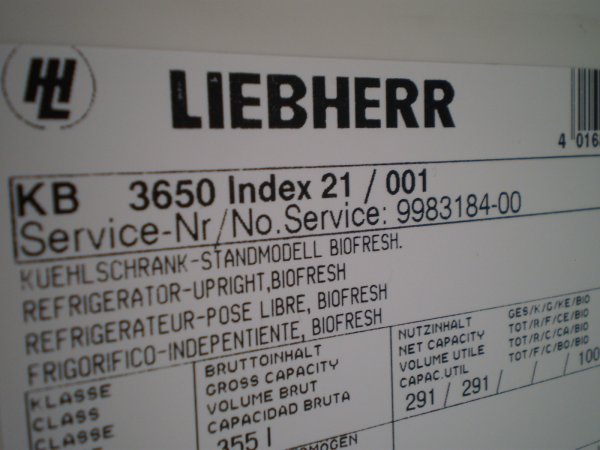 LIEBHERR
4 0165
KB 3650 Index 21 / 001
Service-Nr/No.Service: 9983184-00
KUEHLSCHRANK-STANDMODELL BIOFRESH.
REFRIGERATOR-UPRIGHT,BIOFRESH
REFRIGERATEUR-POSE LIBRE, BIOFRESH
FRIGORIFICO-INDEPENTIENTE, BIOFRESH
KLASSE
CLASS
CLASSE
BRUTTOINHALT
GROSS CAPACITY
VOLUME BRUT
CAPACIDAD BRUTA
355 l
NUTZINHALT GES/K/G/KE/BIO
NET CAPACITY TOT/R/F/CE/BIO
VOLUME UTILE TOT/R/C/CA/BIO
CAPAC.UTIL TOT/F/C/BO/BIO
291 / 291 / / / 100